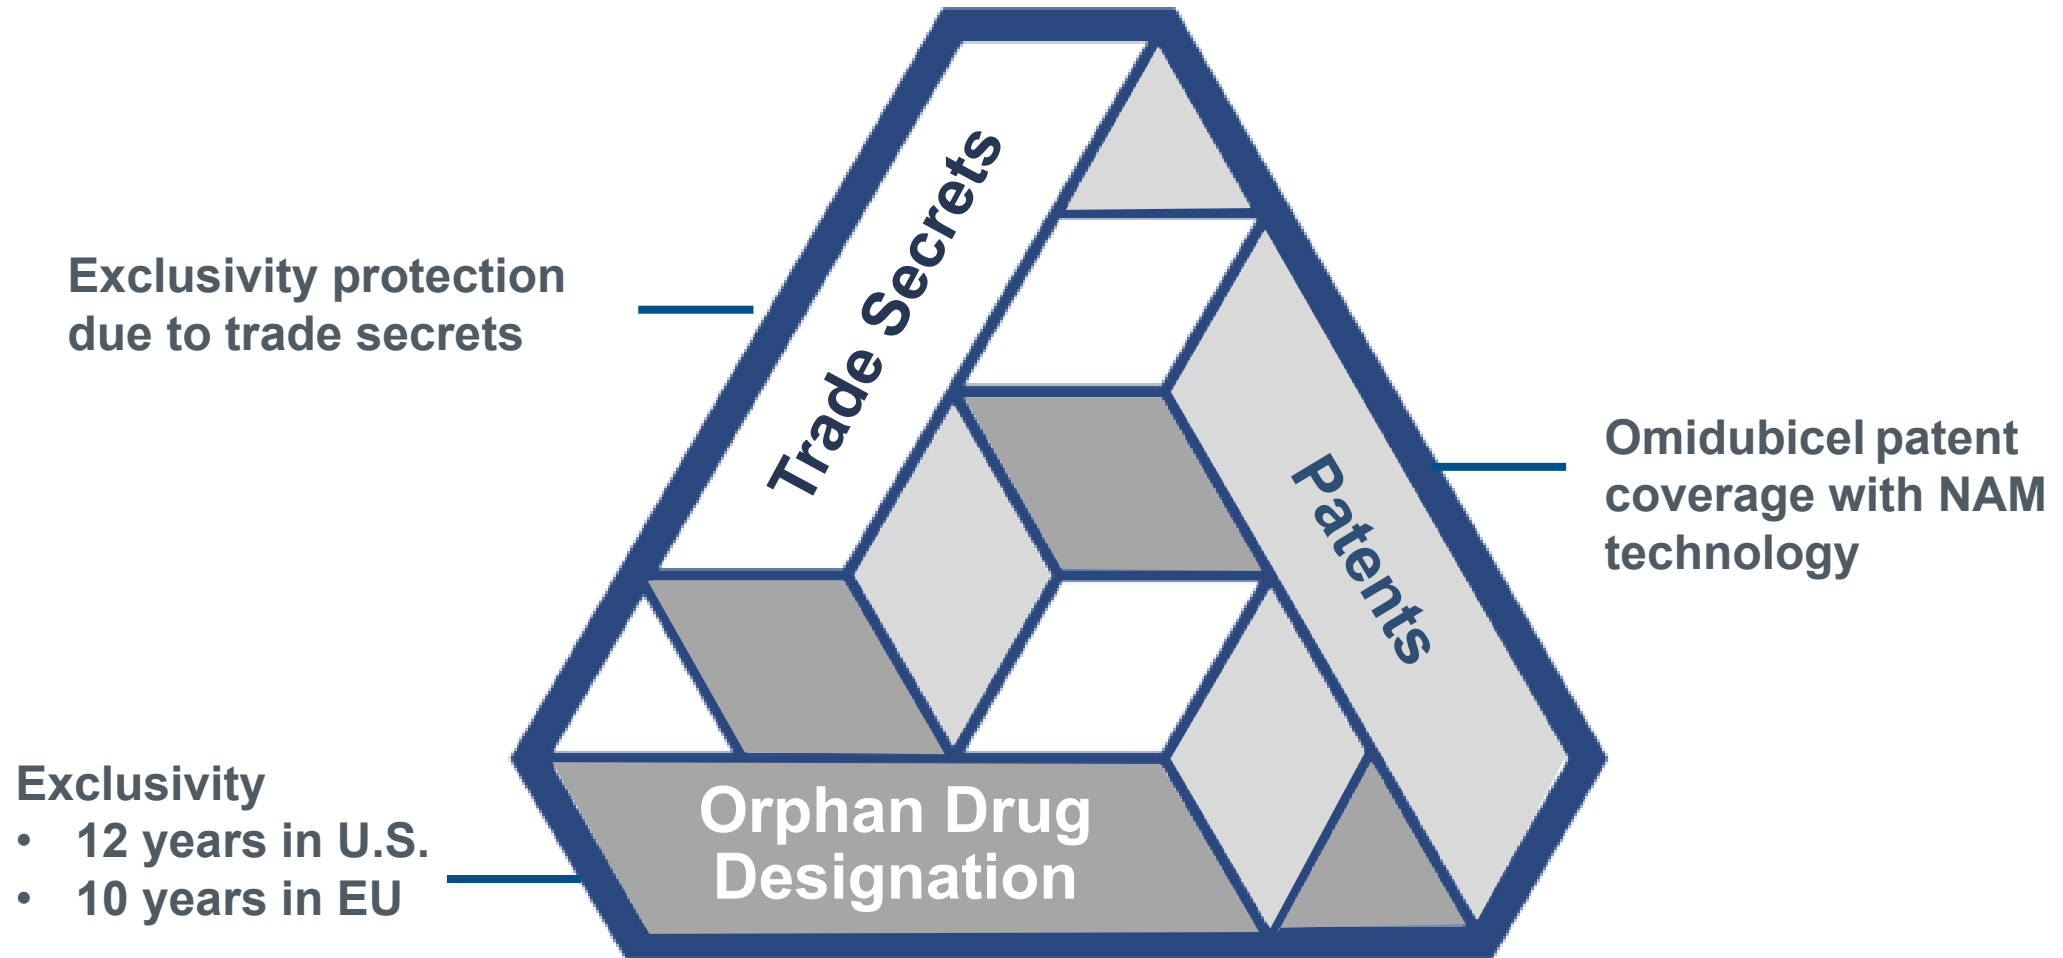 Trade Secrets
Exclusivity protection
due to trade secrets
Omidubicel patent
coverage with NAM
technology
Patents
Exclusivity
• 12 years in U.S.
• 10 years in EU
Orphan Drug
Designation